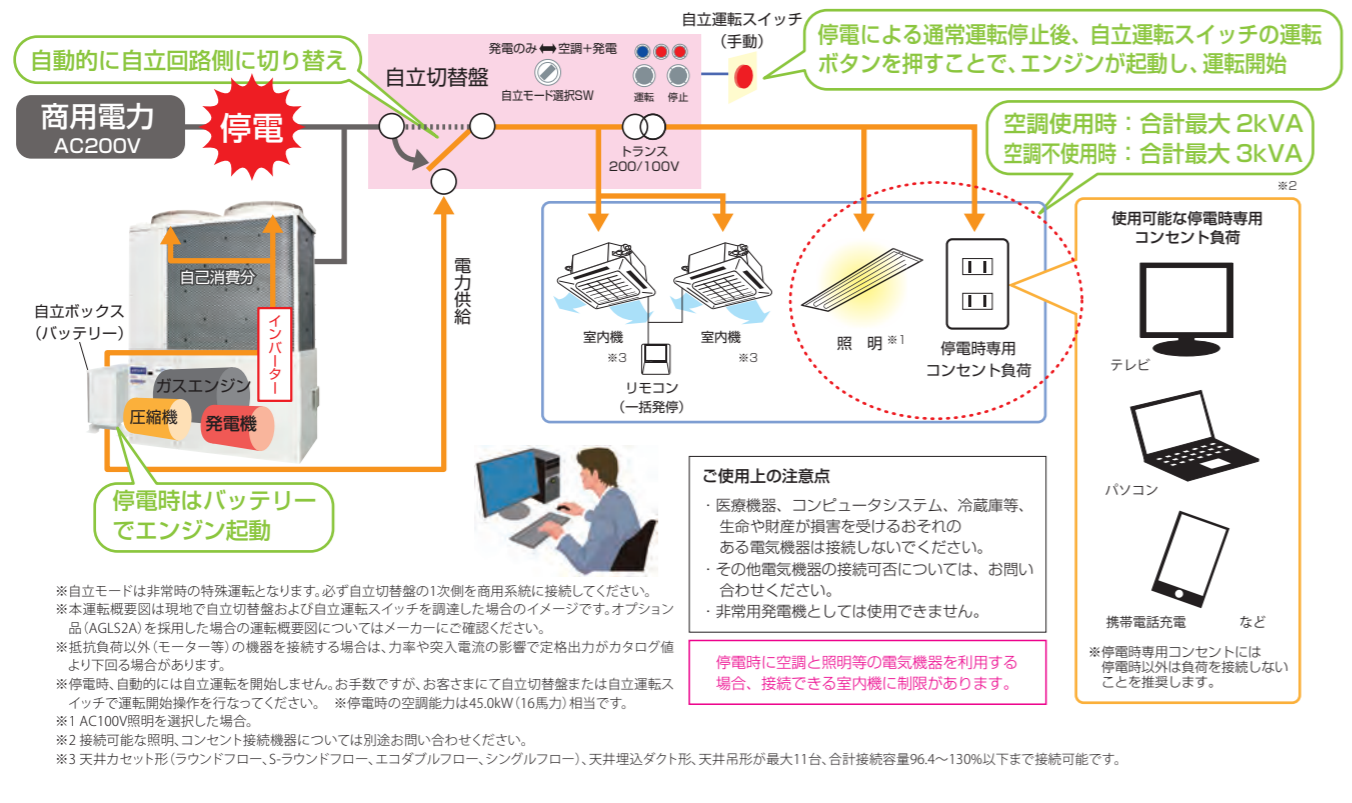 自立運転スイッチ
（手動）
停電による通常運転停止後、自立運転スイッチの運転
ボタンを押すことで、エンジンが起動し、運転開始
自動的に自立回路側に切り替え
発電のみ⬌空調＋発電
自立切替盤
自立モード選択SW
運転
停止
商用電力
AC200V
停電
トランス
200/100V
空調使用時：合計最大 2kVA
空調不使用時：合計最大 3kVA
※2
使用可能な停電時専用
コンセント負荷
自己消費分
電力供給
自立ボックス
（バッテリー）
インバーター
ガスエンジン
圧縮機
発電機
室内機
※3
室内機
※3
リモコン
（一括発停）
照　明※1
停電時専用
コンセント負荷
テレビ
パソコン
携帯電話充電
など
※停電時専用コンセントには
停電時以外は負荷を接続しない
ことを推奨します。
停電時はバッテリー
でエンジン起動
ご使用上の注意点
・医療機器、コンピュータシステム、冷蔵庫等、
生命や財産が損害を受けるおそれの
ある電気機器は接続しないでください。
・その他電気機器の接続可否については、お問い
合わせください。
・非常用発電機としては使用できません。
停電時に空調と照明等の電気機器を利用する
場合、接続できる室内機に制限があります。
※自立モードは非常時の特殊運転となります。必ず自立切替盤の1次側を商用系統に接続してください。
※本運転概要図は現地で自立切替盤および自立運転スイッチを調達した場合のイメージです。オプション
品（AGLS2A）を採用した場合の運転概要図についてはメーカーにご確認ください。
※抵抗負荷以外（モーター等）の機器を接続する場合は、力率や突入電流の影響で定格出力がカタログ値
より下回る場合があります。
※停電時、自動的には自立運転を開始しません。お手数ですが、お客さまにて自立切替盤または自立運転ス
イッチで運転開始操作を行なってください。　※停電時の空調能力は45.0kW（16馬力）相当です。
※1 AC100V照明を選択した場合。
※2 接続可能な照明、コンセント接続機器については別途お問い合わせください。
※3 天井カセット形（ラウンドフロー、S-ラウンドフロー、エコダブルフロー、シングルフロー）、天井埋込ダクト形、天井吊形が最大11台、合計接続容量96.4〜130%以下まで接続可能です。